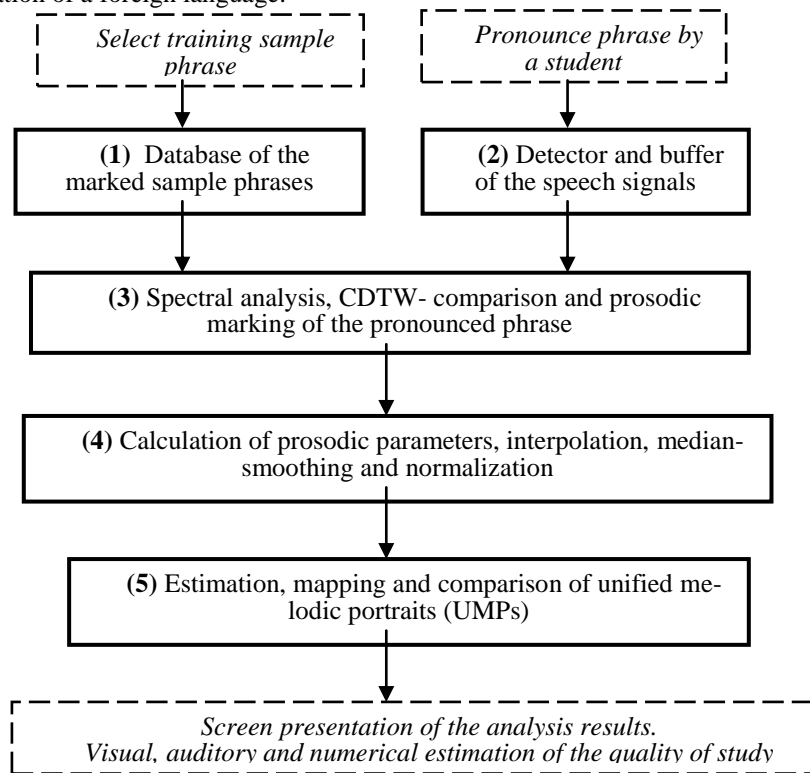 ation of a foreign language.
Select training sample
phrase
Pronounce phrase by
a student
(1) Database of the
marked sample phrases
(2) Detector and buffer
of the speech signals
(3) Spectral analysis, CDTW- comparison and prosodic
marking of the pronounced phrase
(4) Calculation of prosodic parameters, interpolation, median-
smoothing and normalization
(5) Estimation, mapping and comparison of unified me-
lodic portraits (UMPs)
Screen presentation of the analysis results.
Visual, auditory and numerical estimation of the quality of study